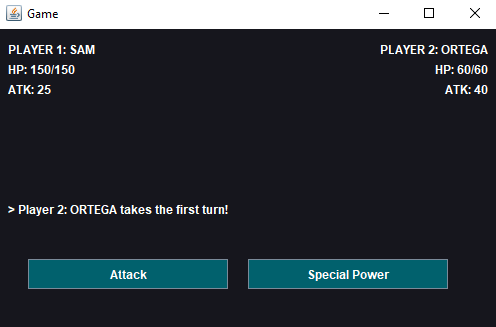 Game
PLAYER 1: SAM
PLAYER 2: ORTEGA
HP: 150/150
HP: 60/60
ATK: 25
ATK: 40
> Player 2: ORTEGA takes the first turn!
Attack
Special Power